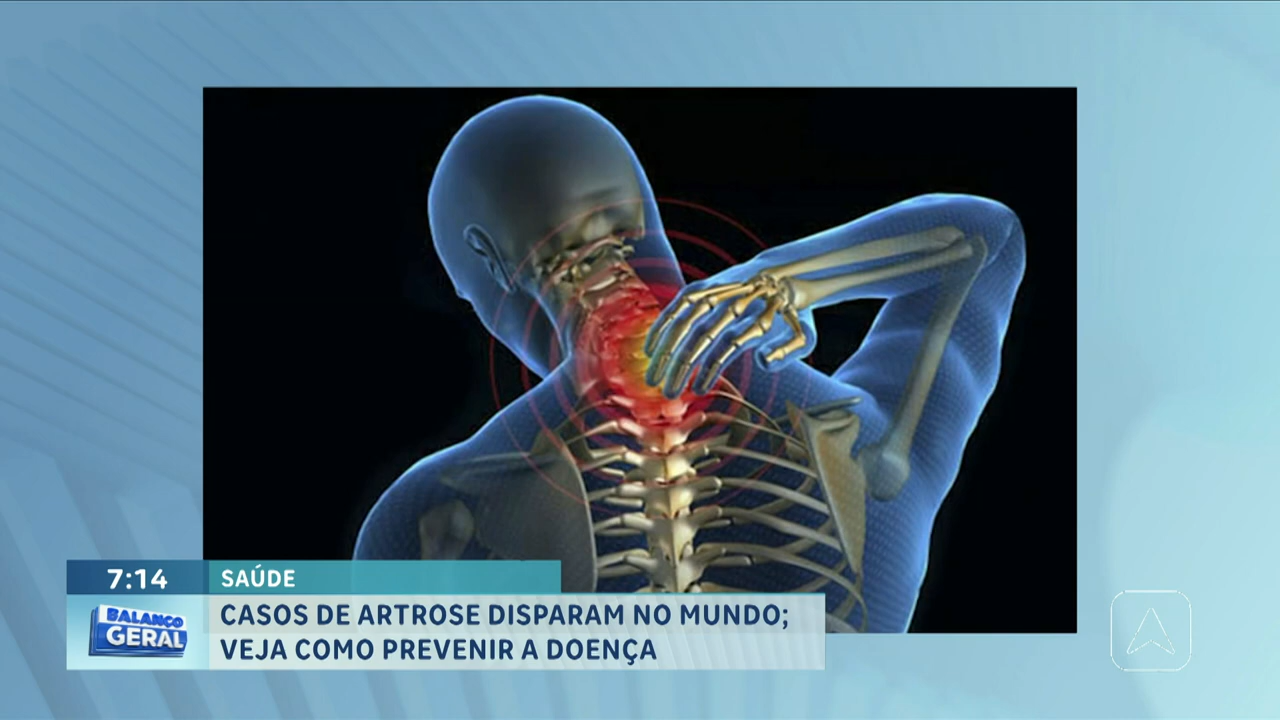 7:14
SAÚDE
BALANÇO
GERAL
CASOS DE ARTROSE DISPARAM NO MUNDO;
VEJA COMO PREVENIR A DOENÇA